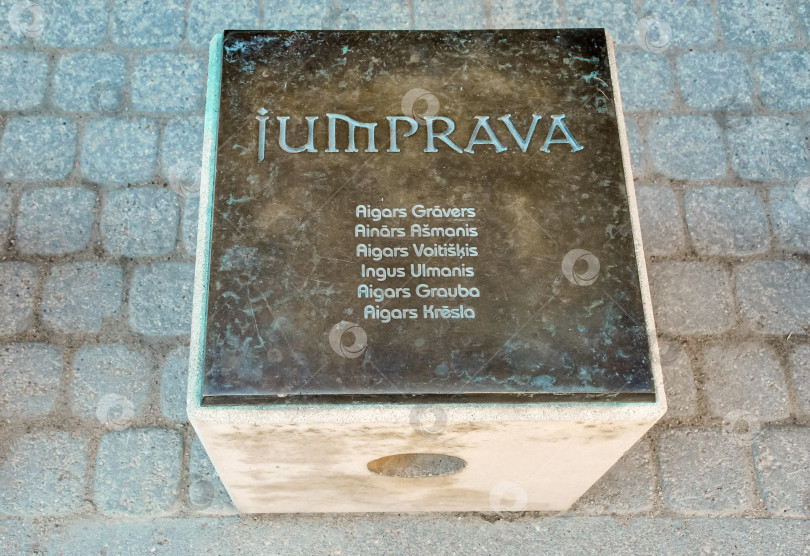 jumprava
Aigars Grāvers
Ainārs Ašmanis
Aigars Voitišķis
Ingus Ulmanis
Aigars Grauba
Aigars Krēsla